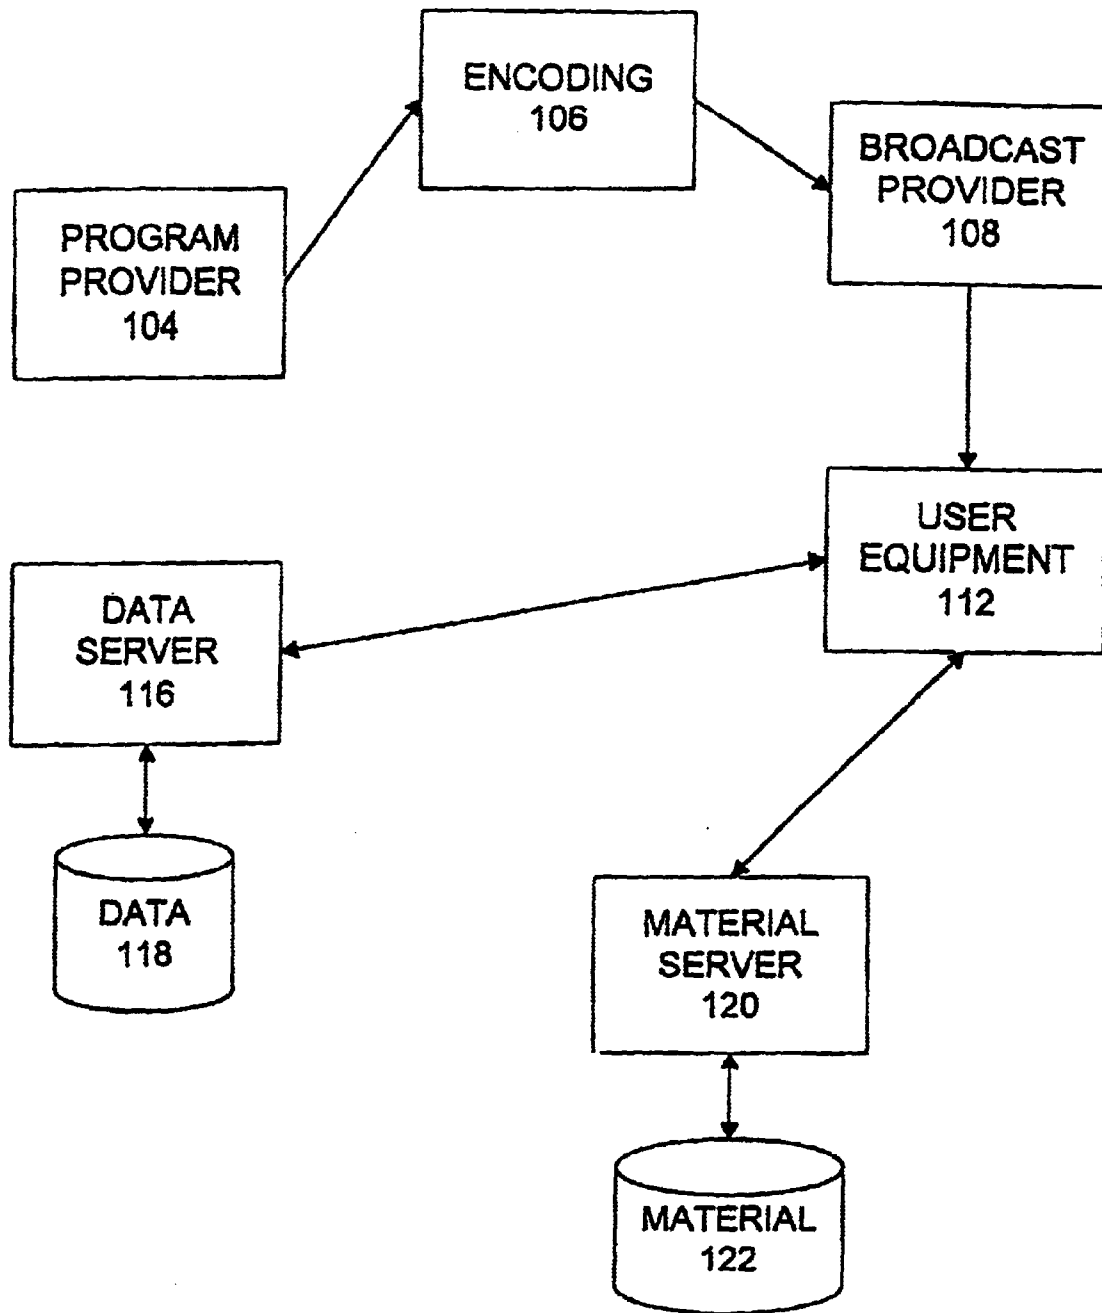 ENCODING
106
BROADCAST
PROVIDER
108
PROGRAM
PROVIDER
104
USER
EQUIPMENT
112
DATA
SERVER
116
DATA
118
MATERIAL
SERVER
120
MATERIAL
122